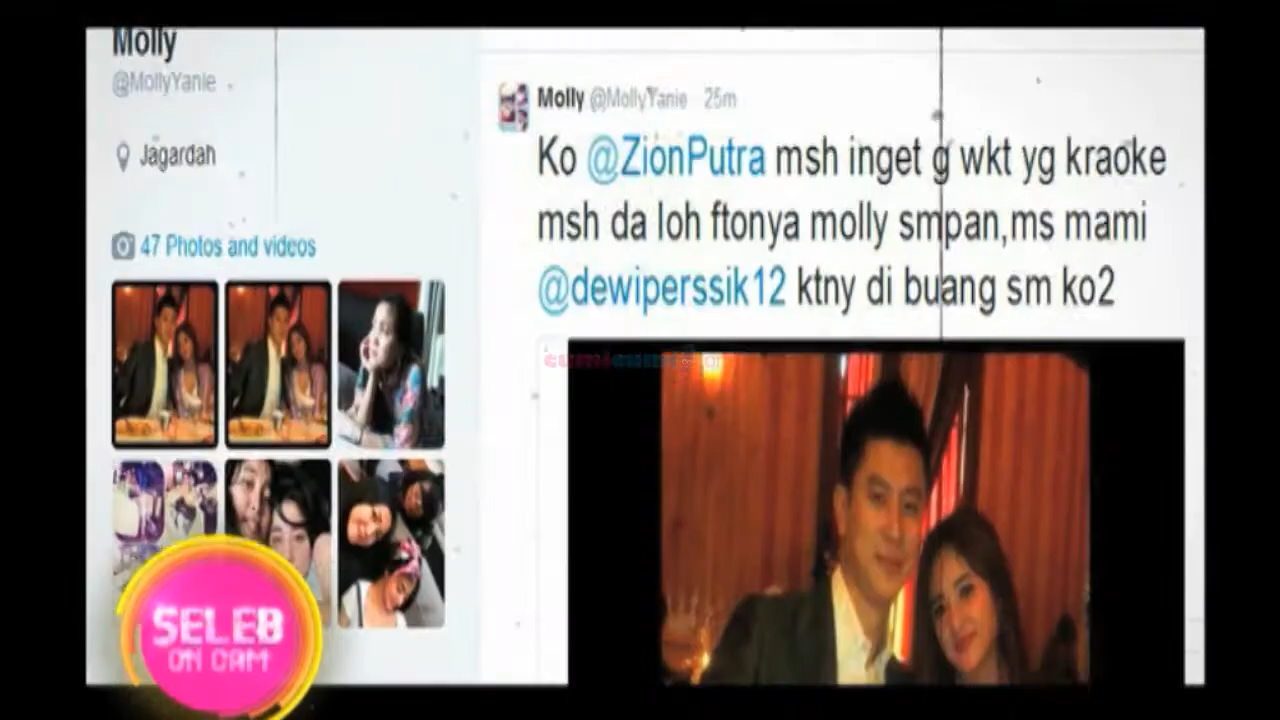 Molly
@MollyYanie
Jagardah
47 Photos and videos
Molly @MollyYanie 25m
Ko @ZionPutra msh inget g wkt yg kraoke
msh da loh ftonya molly smpan,ms mami
@dewiperssik12 ktny di buang sm ko2
cumicumi
SELEB
ON CAM